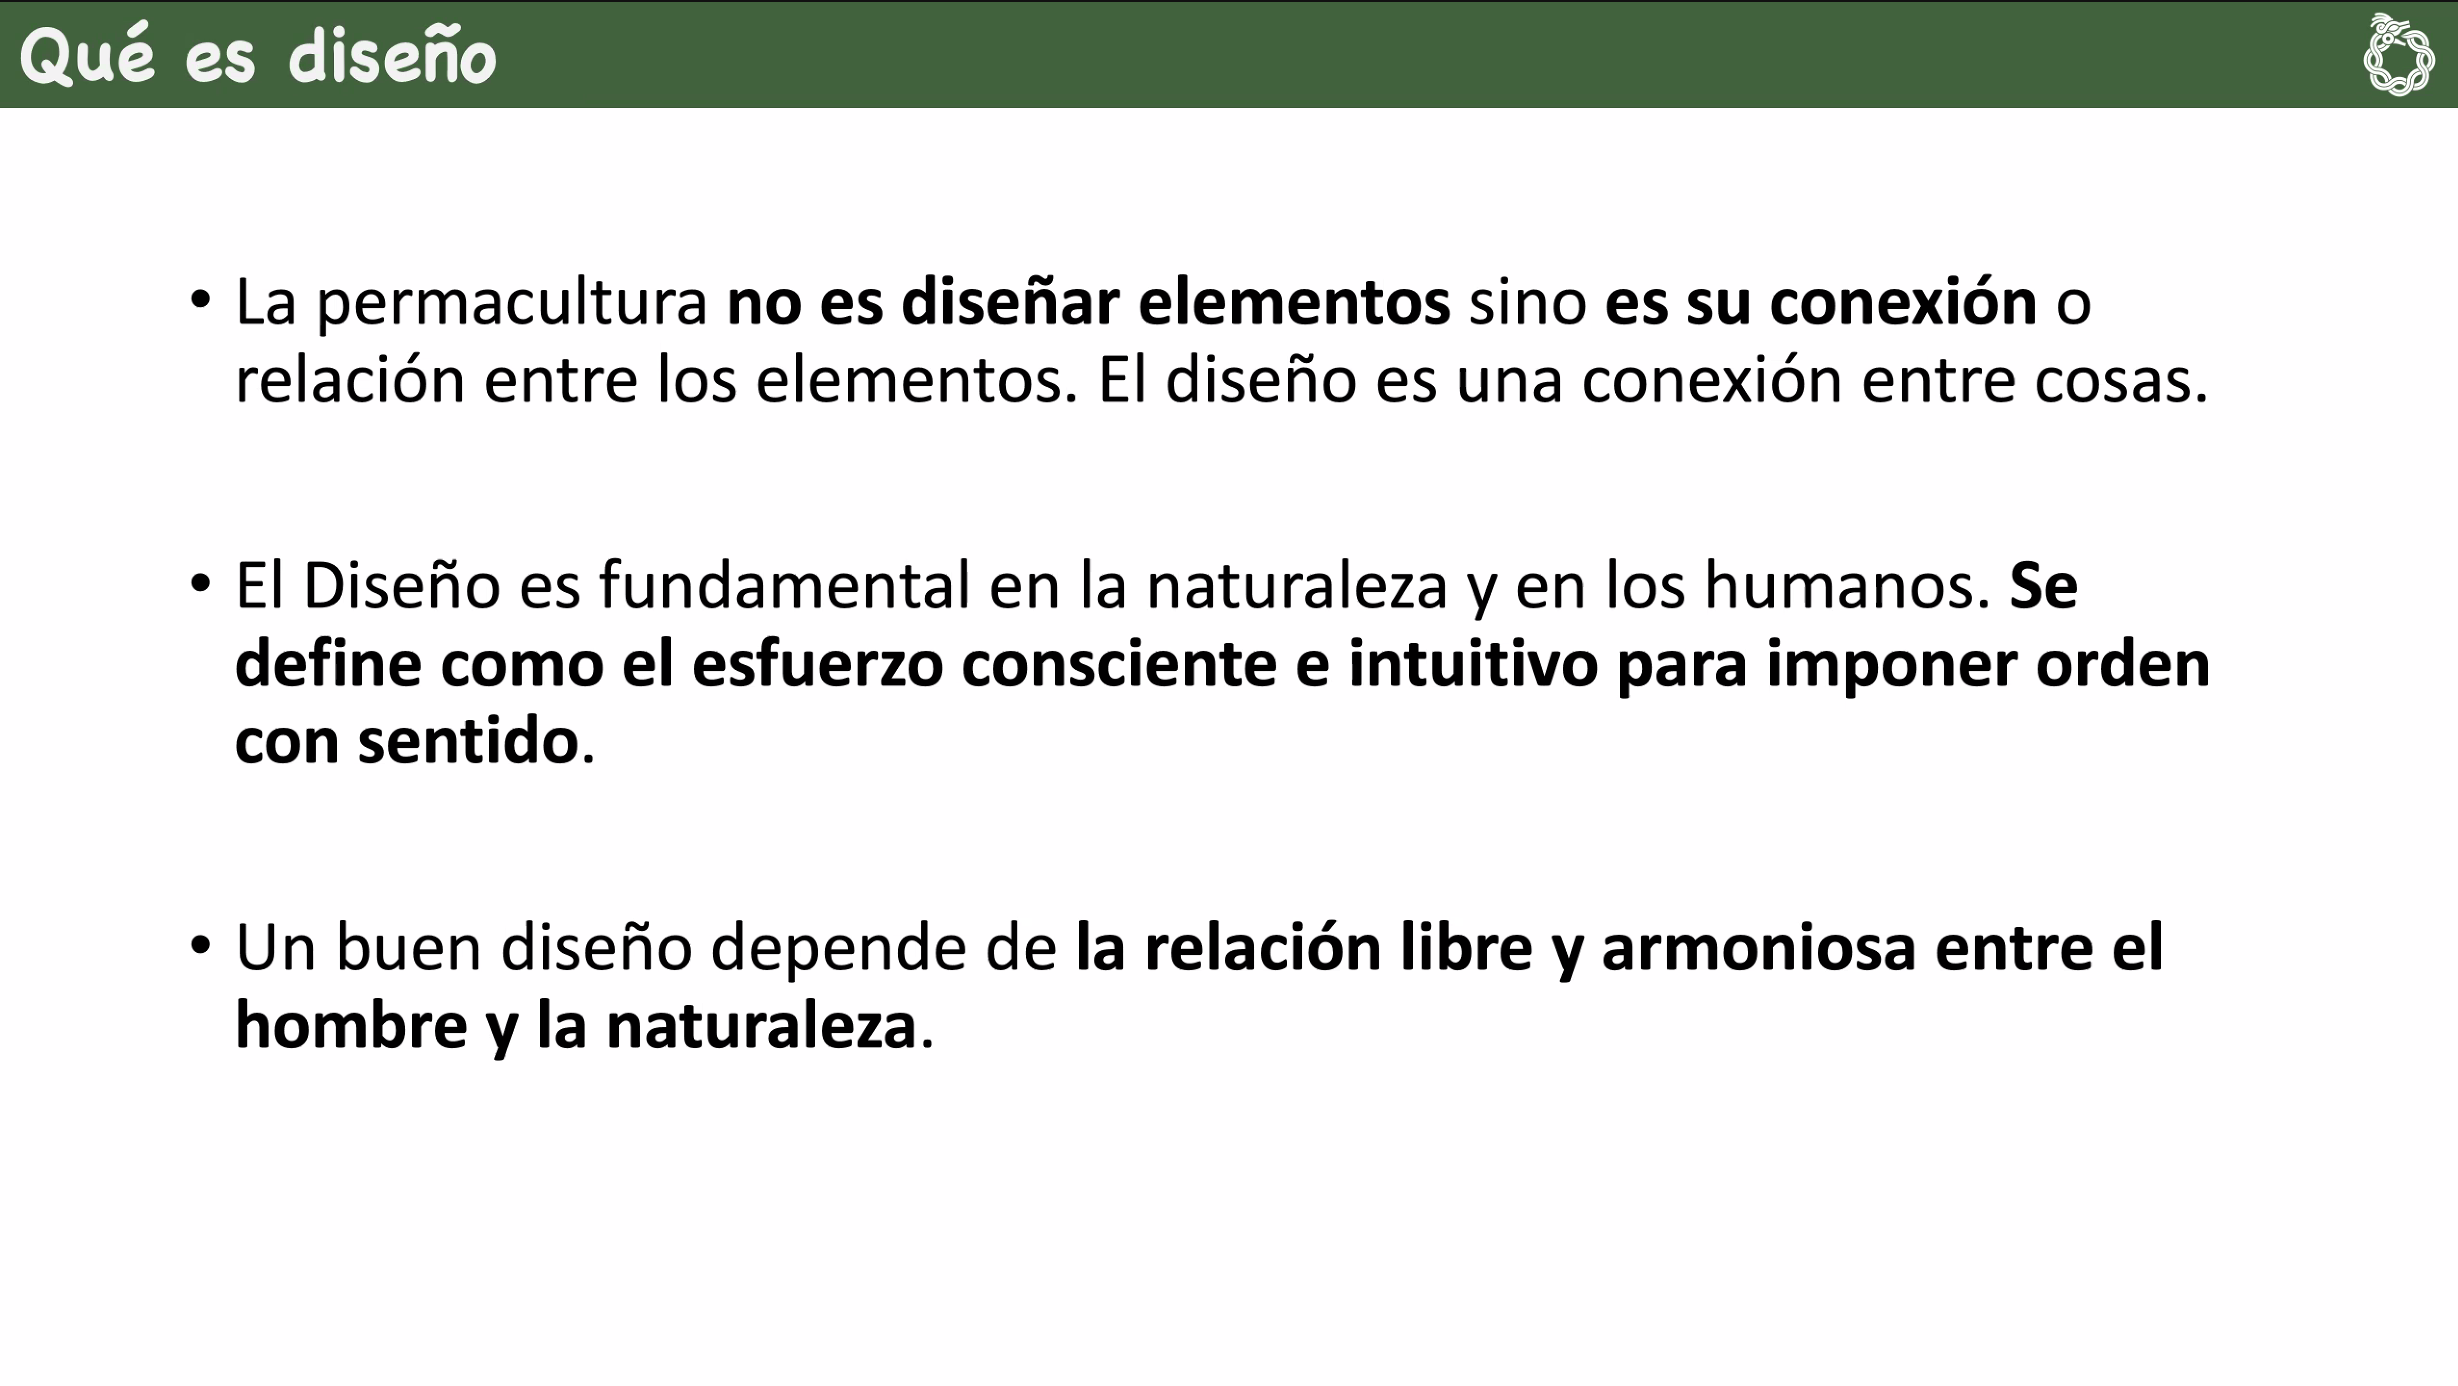 Qué es diseño
• La permacultura no es diseñar elementos sino es su conexión o
relación entre los elementos. El diseño es una conexión entre cosas.
• El Diseño es fundamental en la naturaleza y en los humanos. Se
define como el esfuerzo consciente e intuitivo para imponer orden
con sentido.
• Un buen diseño depende de la relación libre y armoniosa entre el
hombre y la naturaleza.